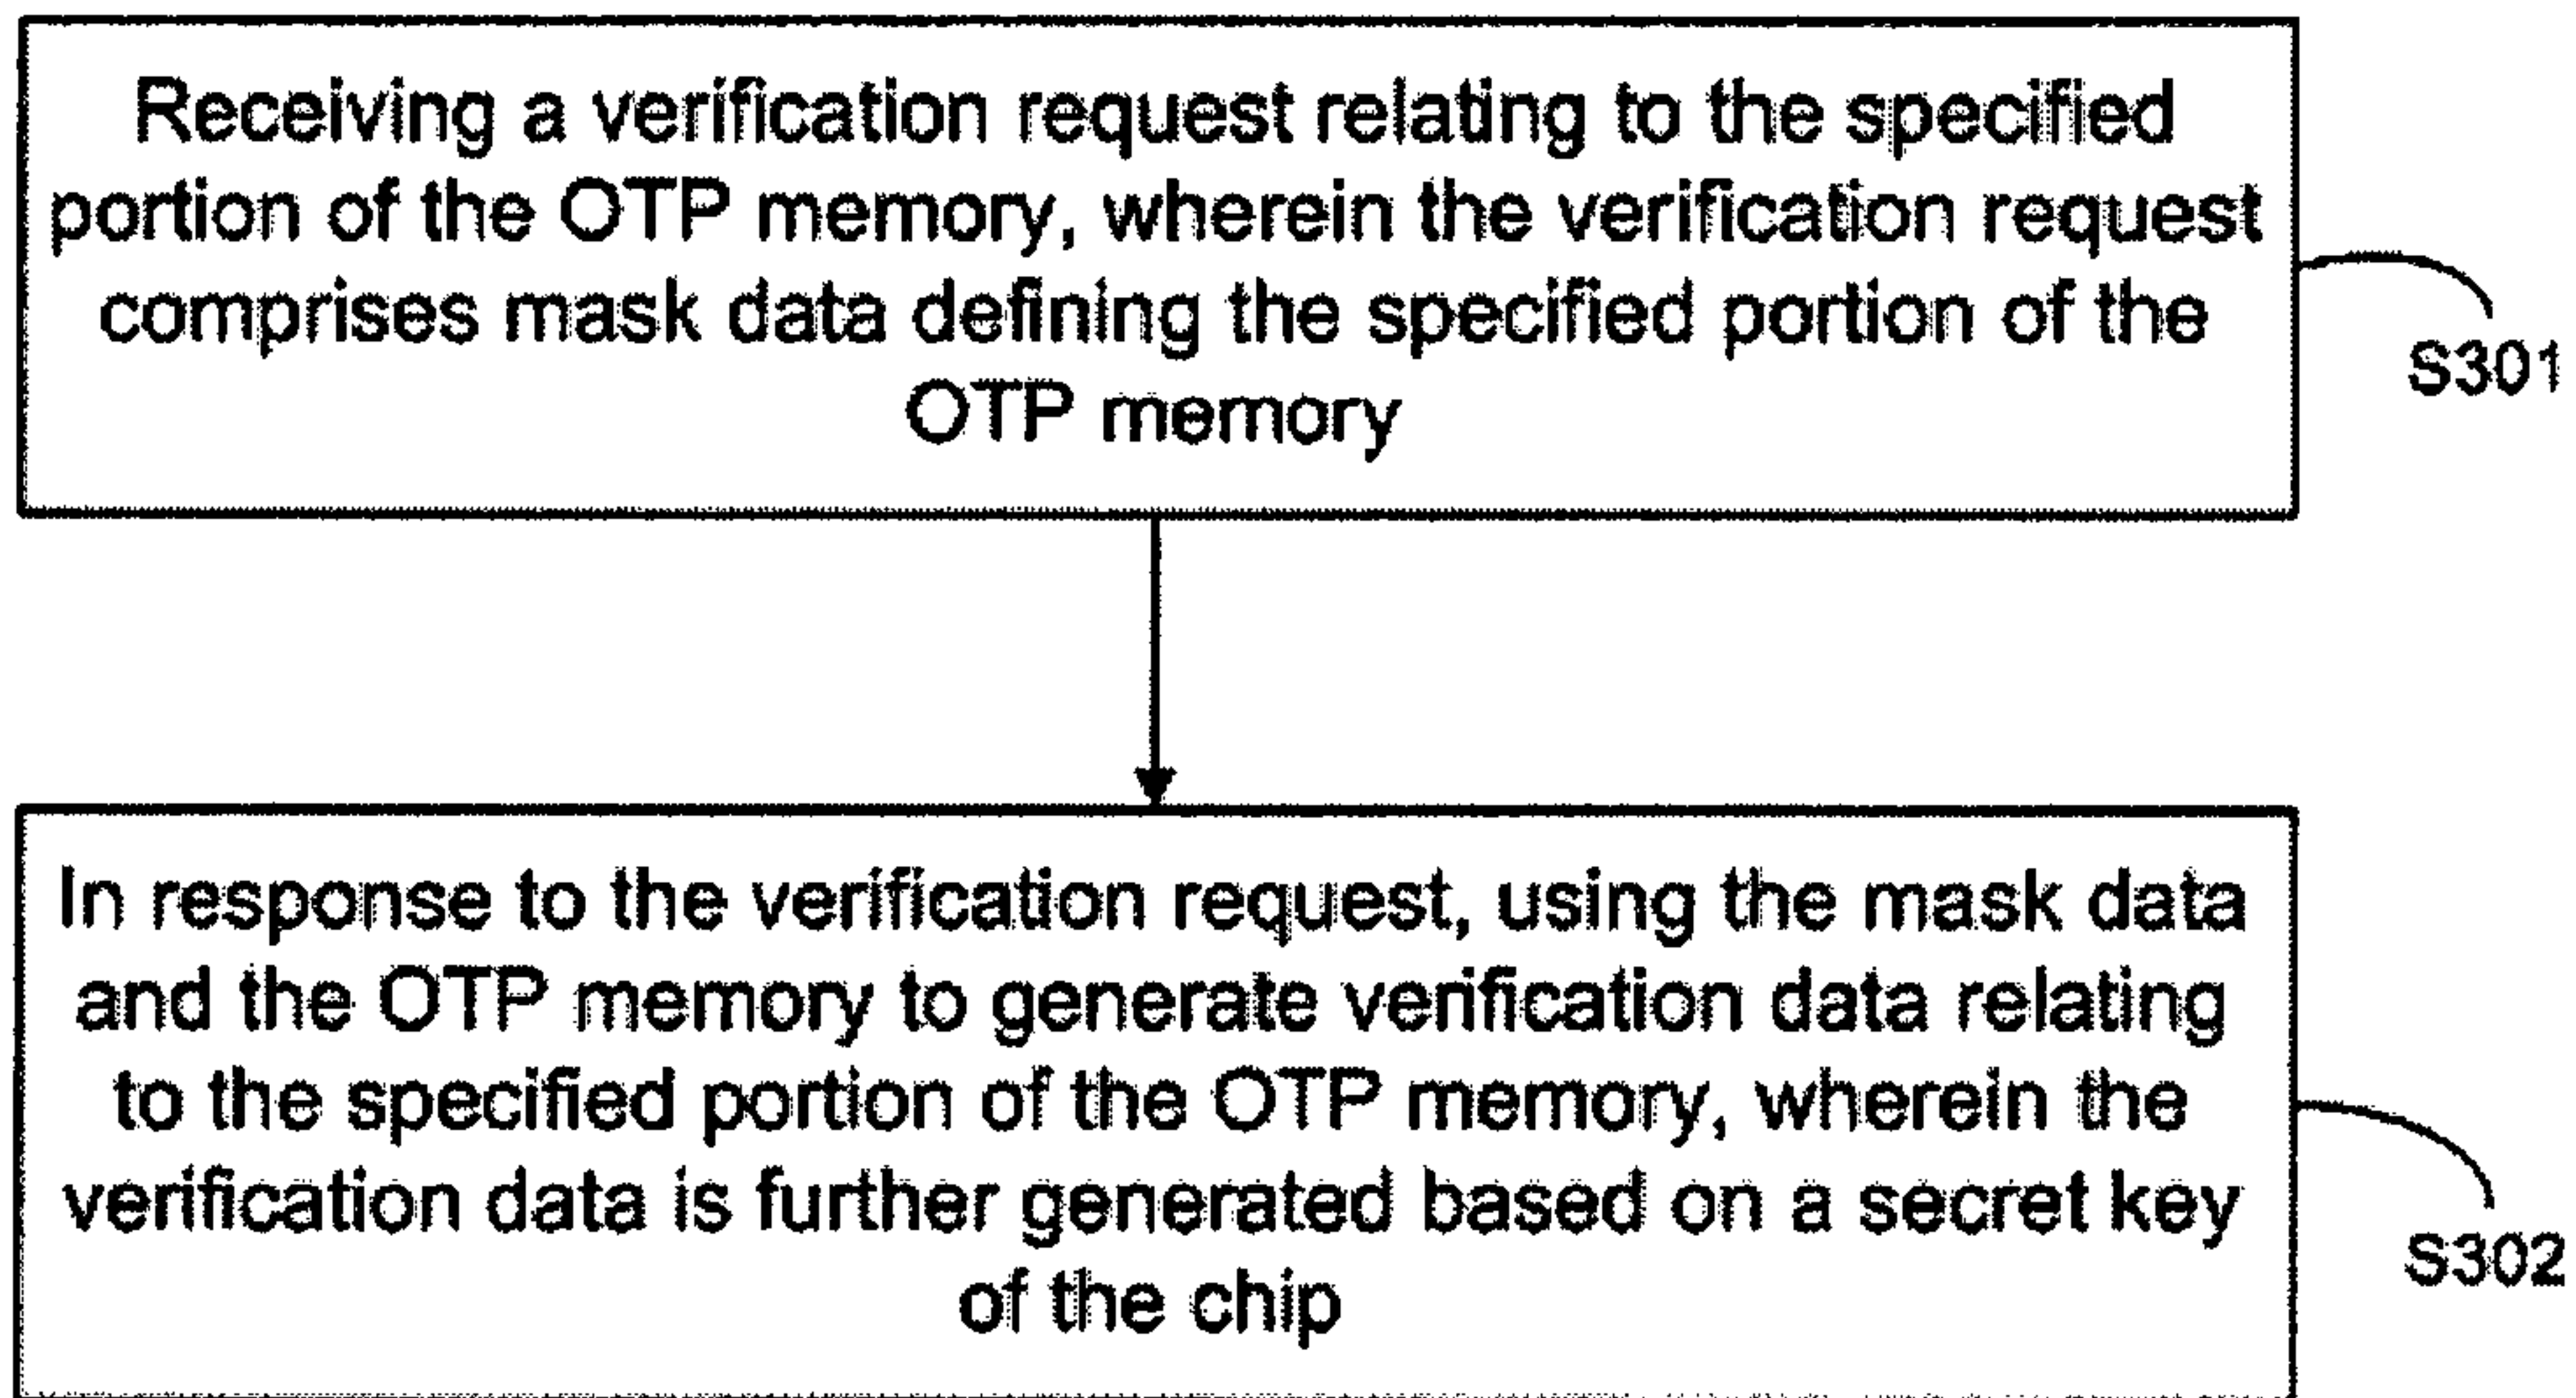 Receiving a verification request relating to the specified
portion of the OTP memory, wherein the verification request
comprises mask data defining the specified portion of the
OTP memory
S301
In response to the verification request, using the mask data
and the OTP memory to generate verification data relating
to the specified portion of the OTP memory, wherein the
verification data is further generated based on a secret key
of the chip
S302